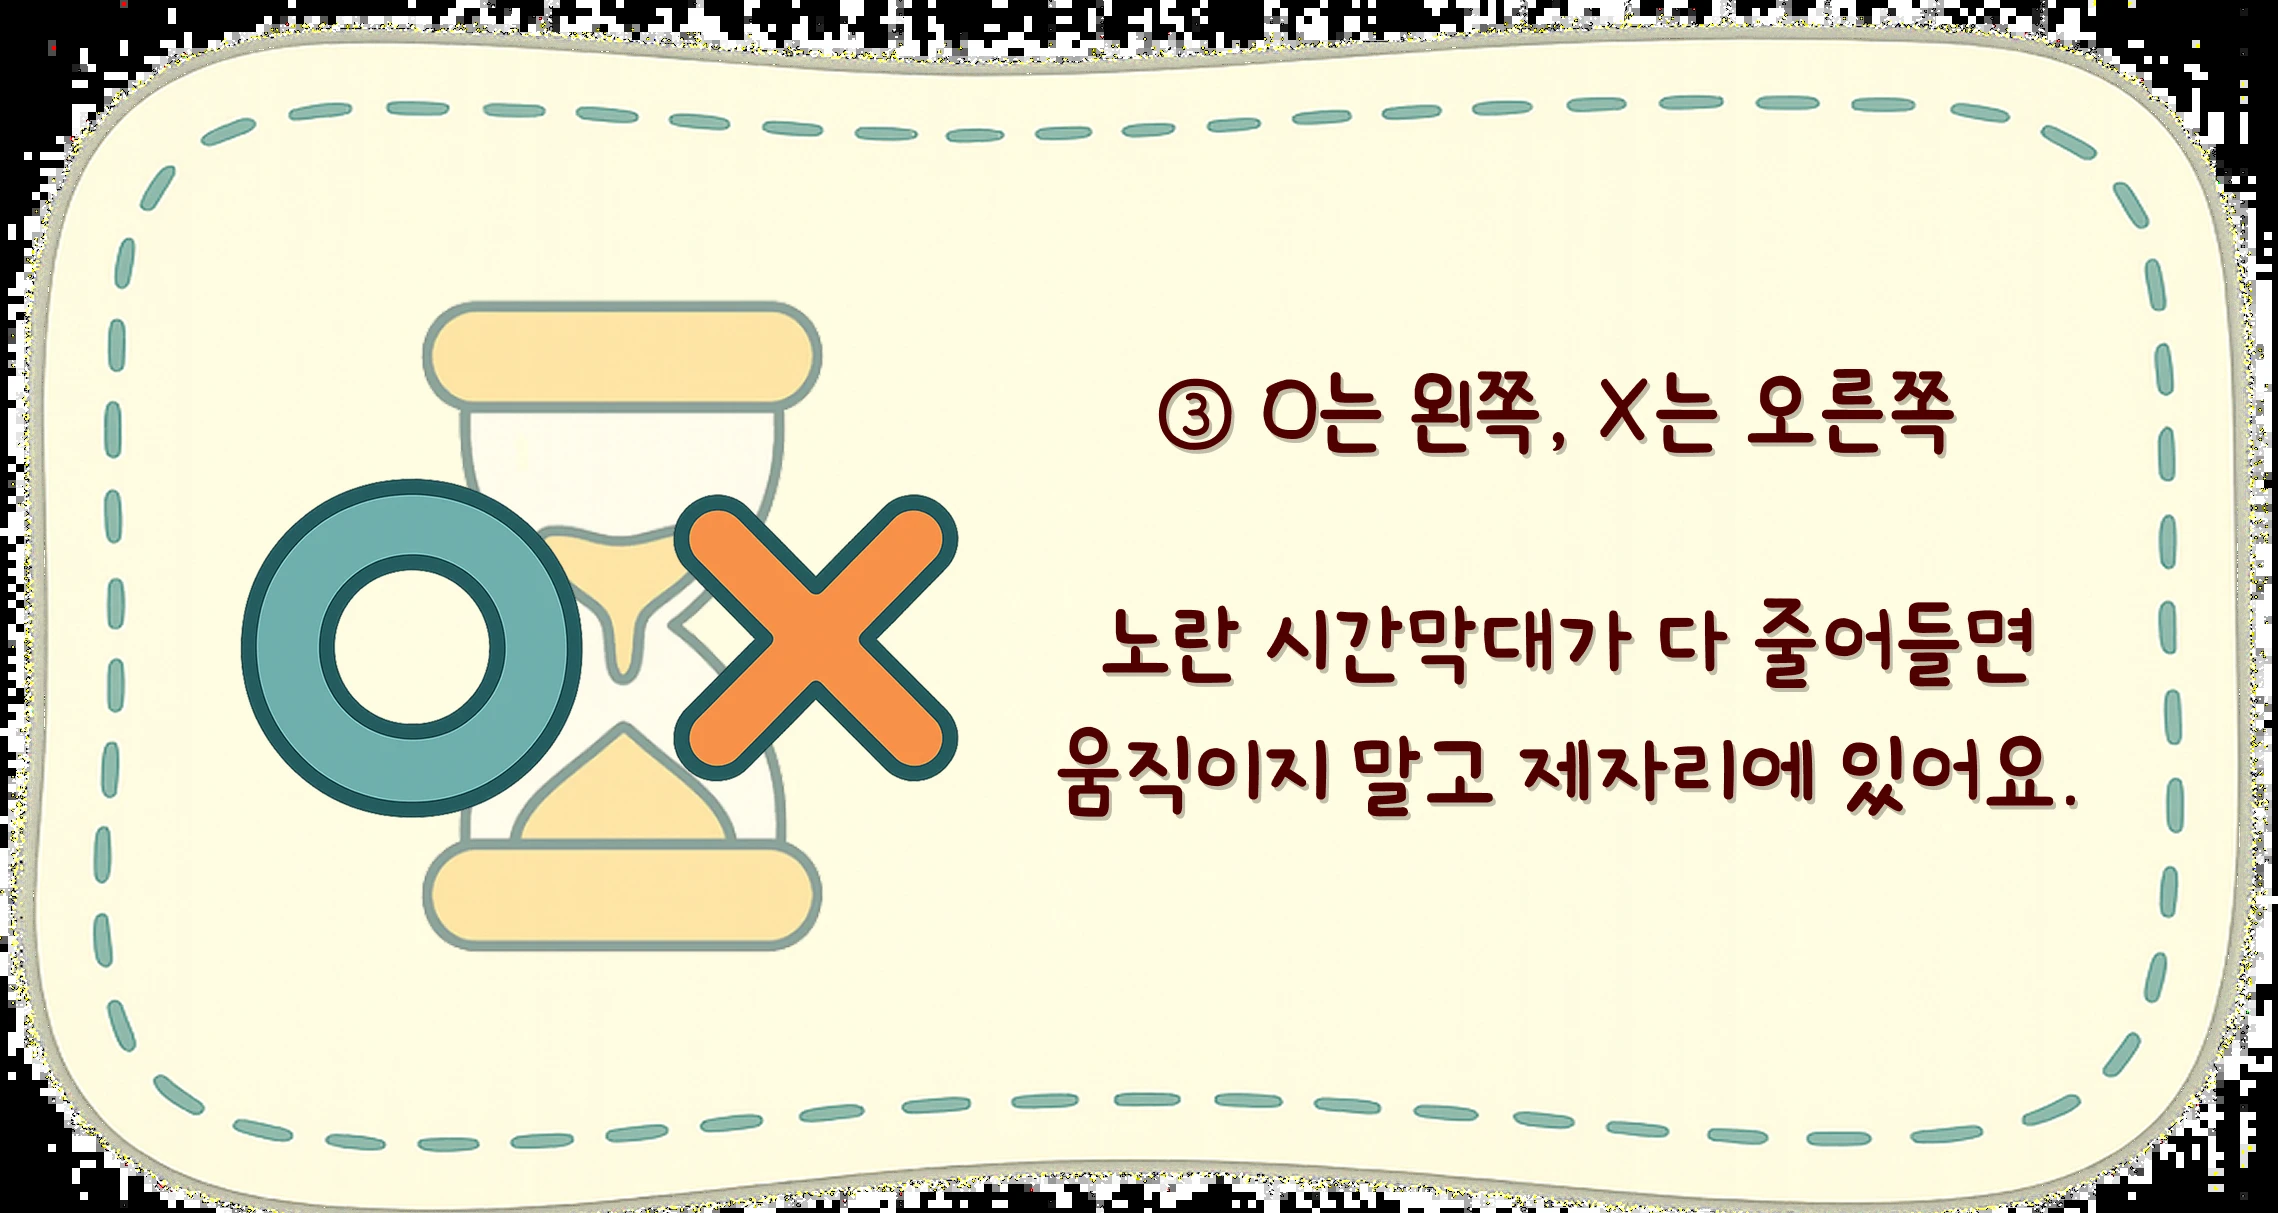 ③ O는 왼쪽, X는 오른쪽
노란 시간막대가 다 줄어들면
움직이지 말고 제자리에 있어요.